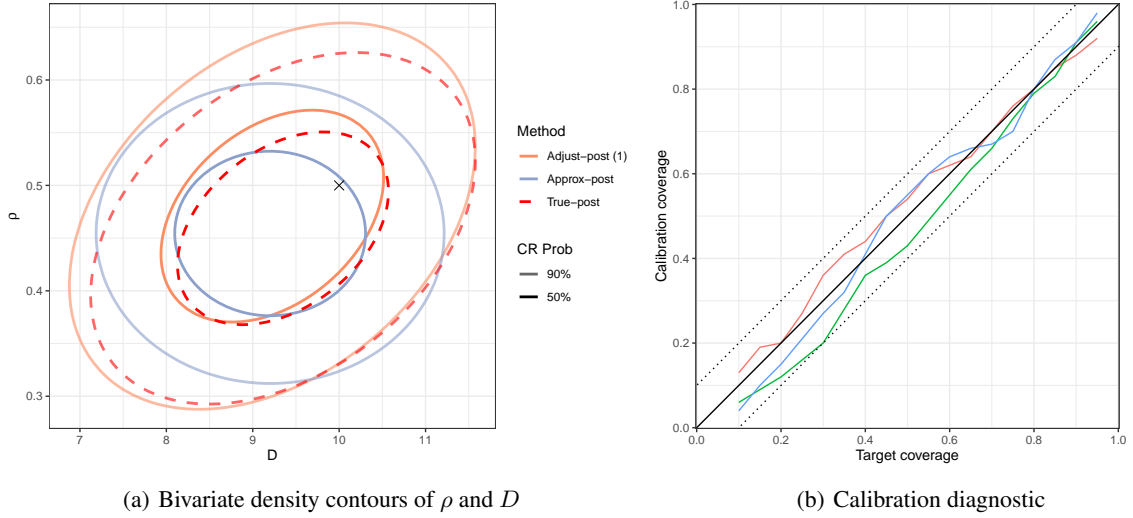 0.6
0.5
0.4
0.3
ρ
7
8
9
10
11
D
Method
Adjust−post (1)
Approx−post
True−post
CR Prob
90%
50%
1.0
0.8
0.6
0.4
0.2
0.0
Calibration coverage
0.0
0.2
0.4
0.6
0.8
1.0
Target coverage
(a) Bivariate density contours of ρ and D
(b) Calibration diagnostic